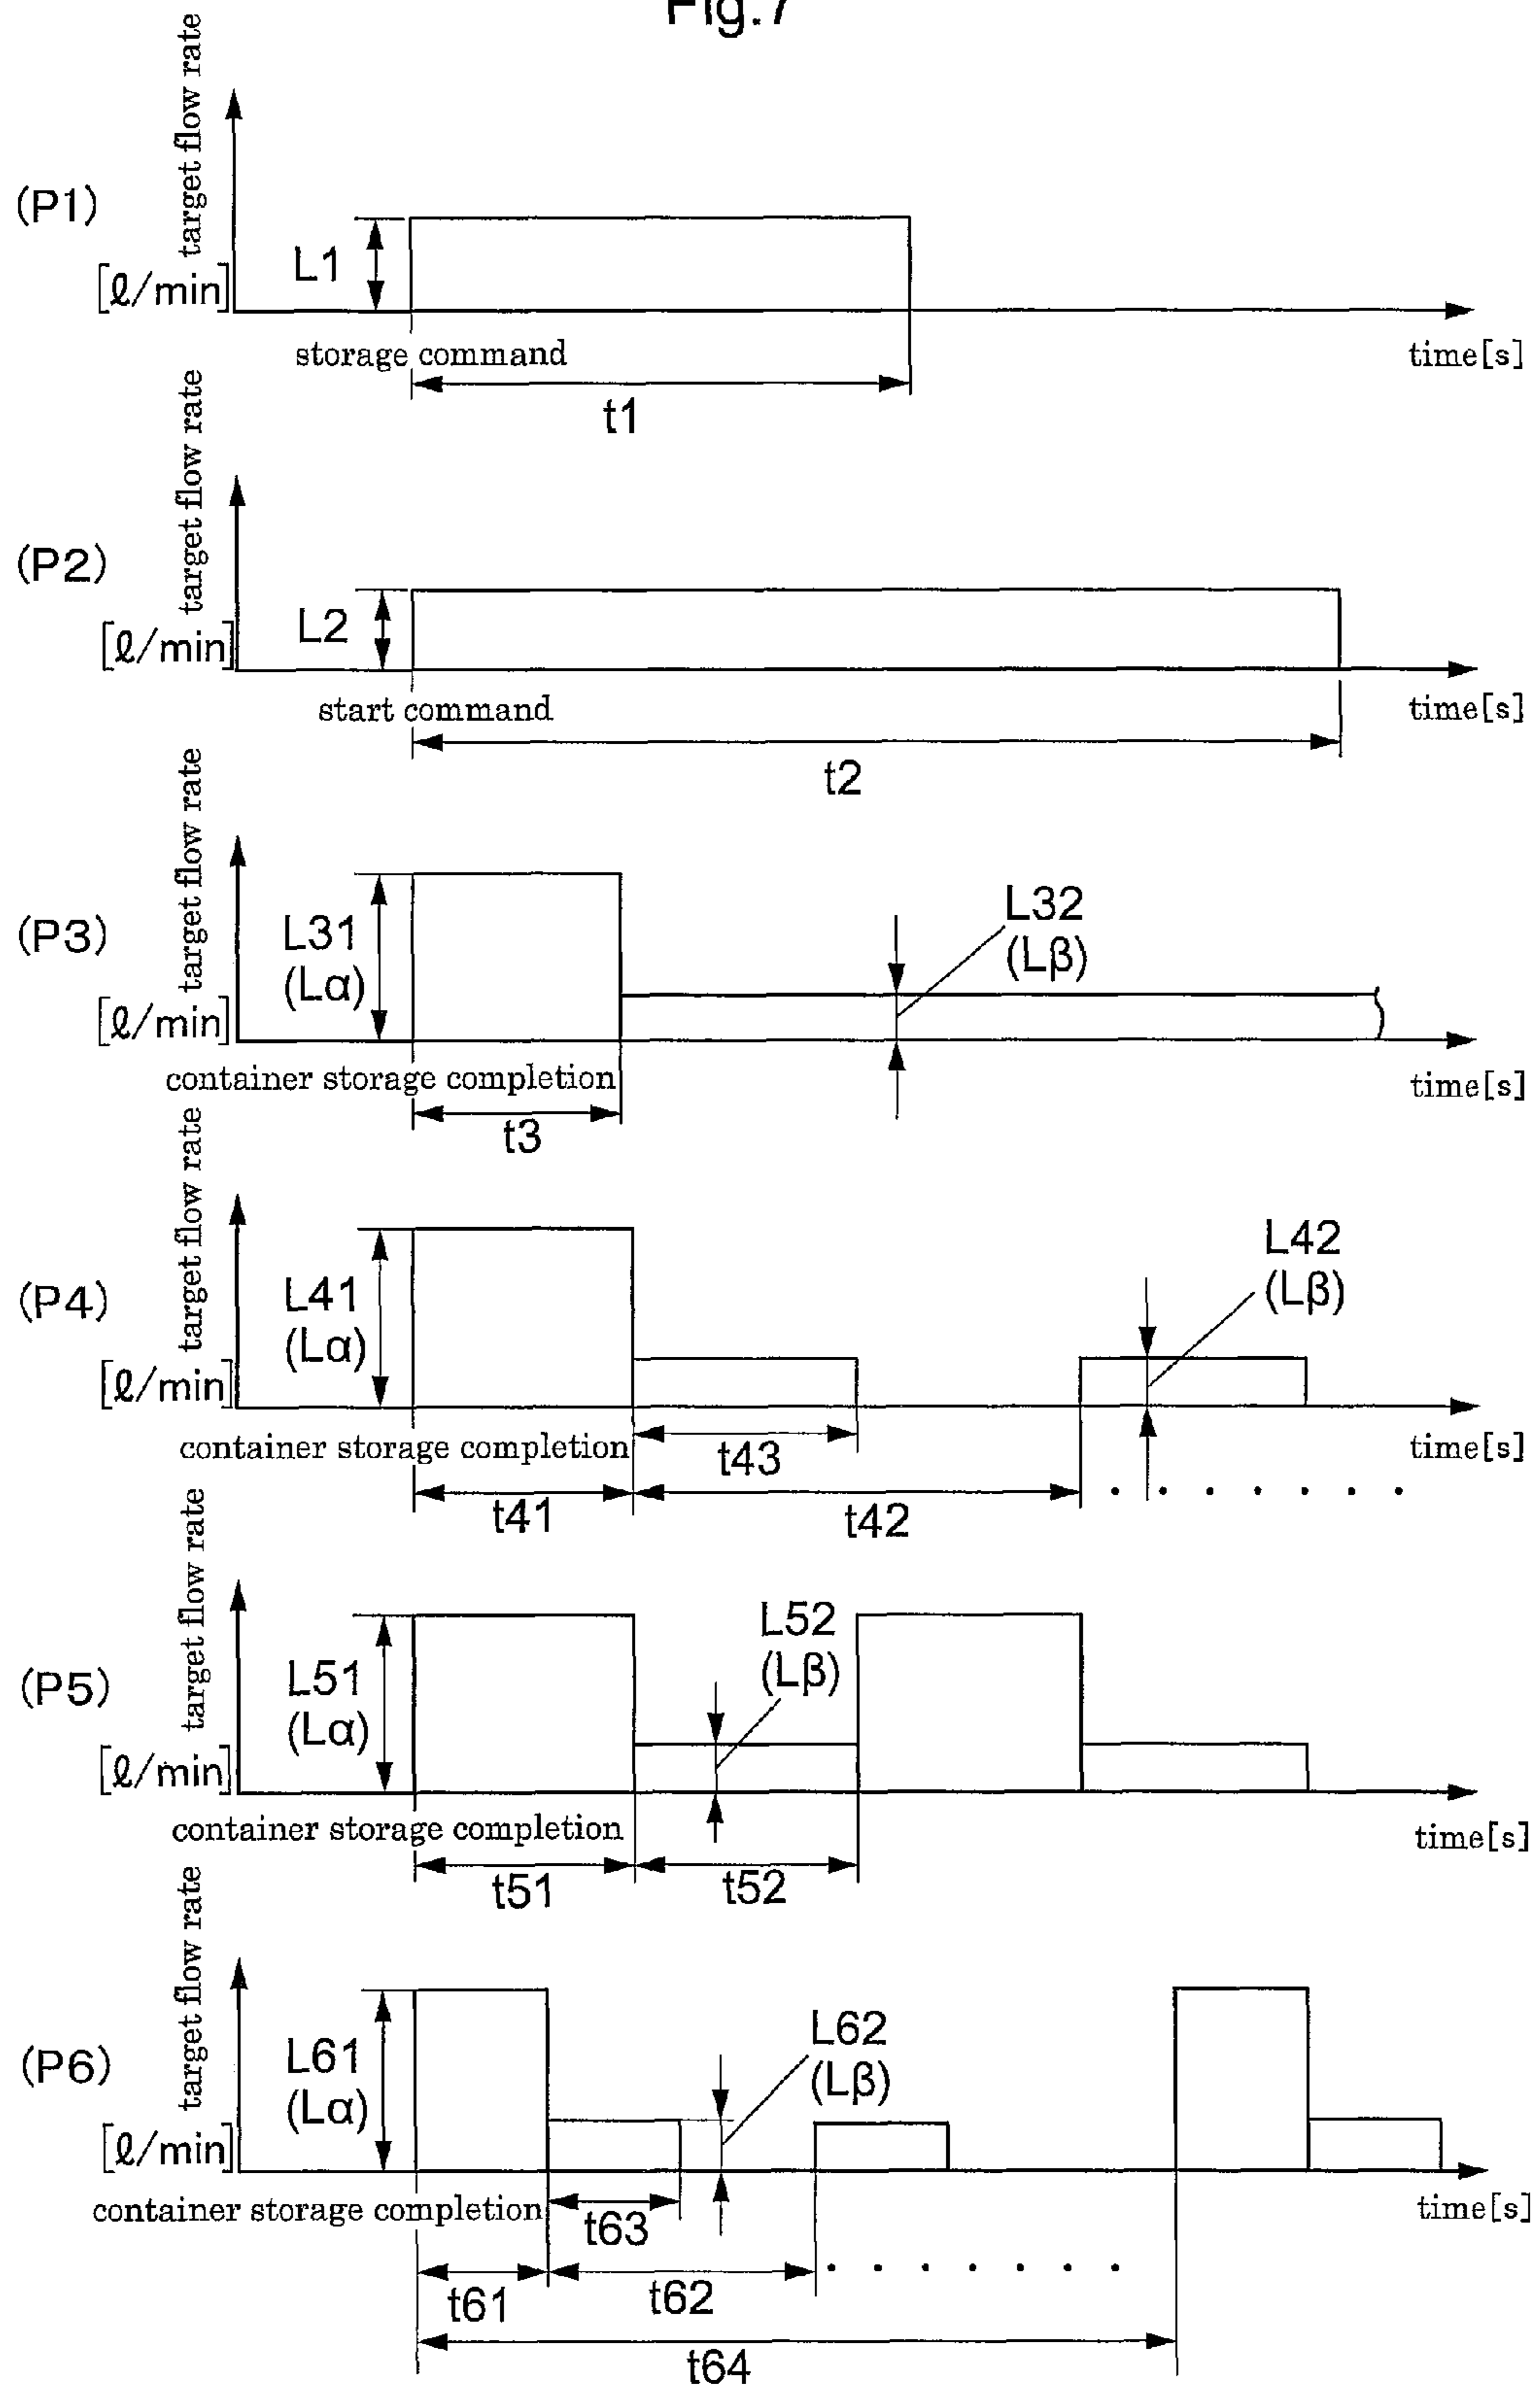 Fig.7
(P1)
target flow rate
[ℓ/min]
L1
storage command
time[s]
t1
(P2)
target flow rate
[ℓ/min]
L2
start command
time[s]
t2
(P3)
target flow rate
[ℓ/min]
L31
(Lα)
L32
(Lβ)
container storage completion
time[s]
t3
(P4)
target flow rate
[ℓ/min]
L41
(Lα)
L42
(Lβ)
container storage completion
time[s]
t43
t41
t42
(P5)
target flow rate
[ℓ/min]
L51
(Lα)
L52
(Lβ)
container storage completion
time[s]
t51
t52
(P6)
target flow rate
[ℓ/min]
L61
(Lα)
L62
(Lβ)
container storage completion
time[s]
t63
t61
t62
t64